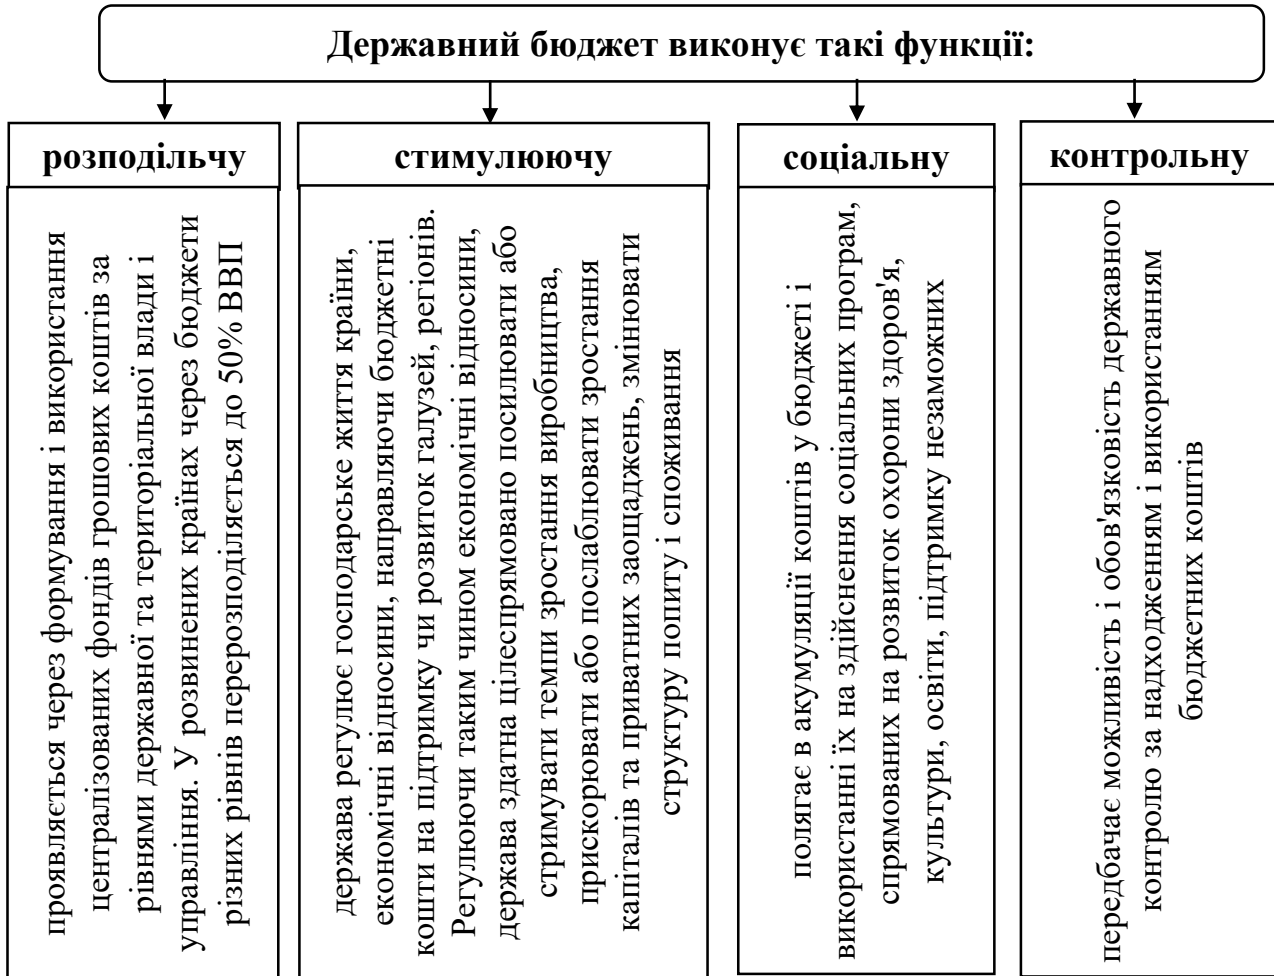 Державний бюджет виконує такі функції:
розподільчу
проявляється через формування і використання
централізованих фондів грошових коштів за
рівнями державної та територіальної влади і
управління. У розвинених країнах через бюджети
різних рівнів перерозподіляється до 50% ВВП
стимулюючу
держава регулює господарське життя країни,
економічні відносини, направляючи бюджетні
кошти на підтримку чи розвиток галузей, регіонів.
Регулюючи таким чином економічні відносини,
держава здатна цілеспрямовано посилювати або
стримувати темпи зростання виробництва,
прискорювати або послаблювати зростання
капіталів та приватних заощаджень, змінювати
структуру попиту і споживання
соціальну
полягає в акумуляції коштів у бюджеті і
використанні їх на здійснення соціальних програм,
спрямованих на розвиток охорони здоров'я,
культури, освіти, підтримку незаможних
контрольну
передбачає можливість і обов'язковість державного
контролю за надходженням і використанням
бюджетних коштів